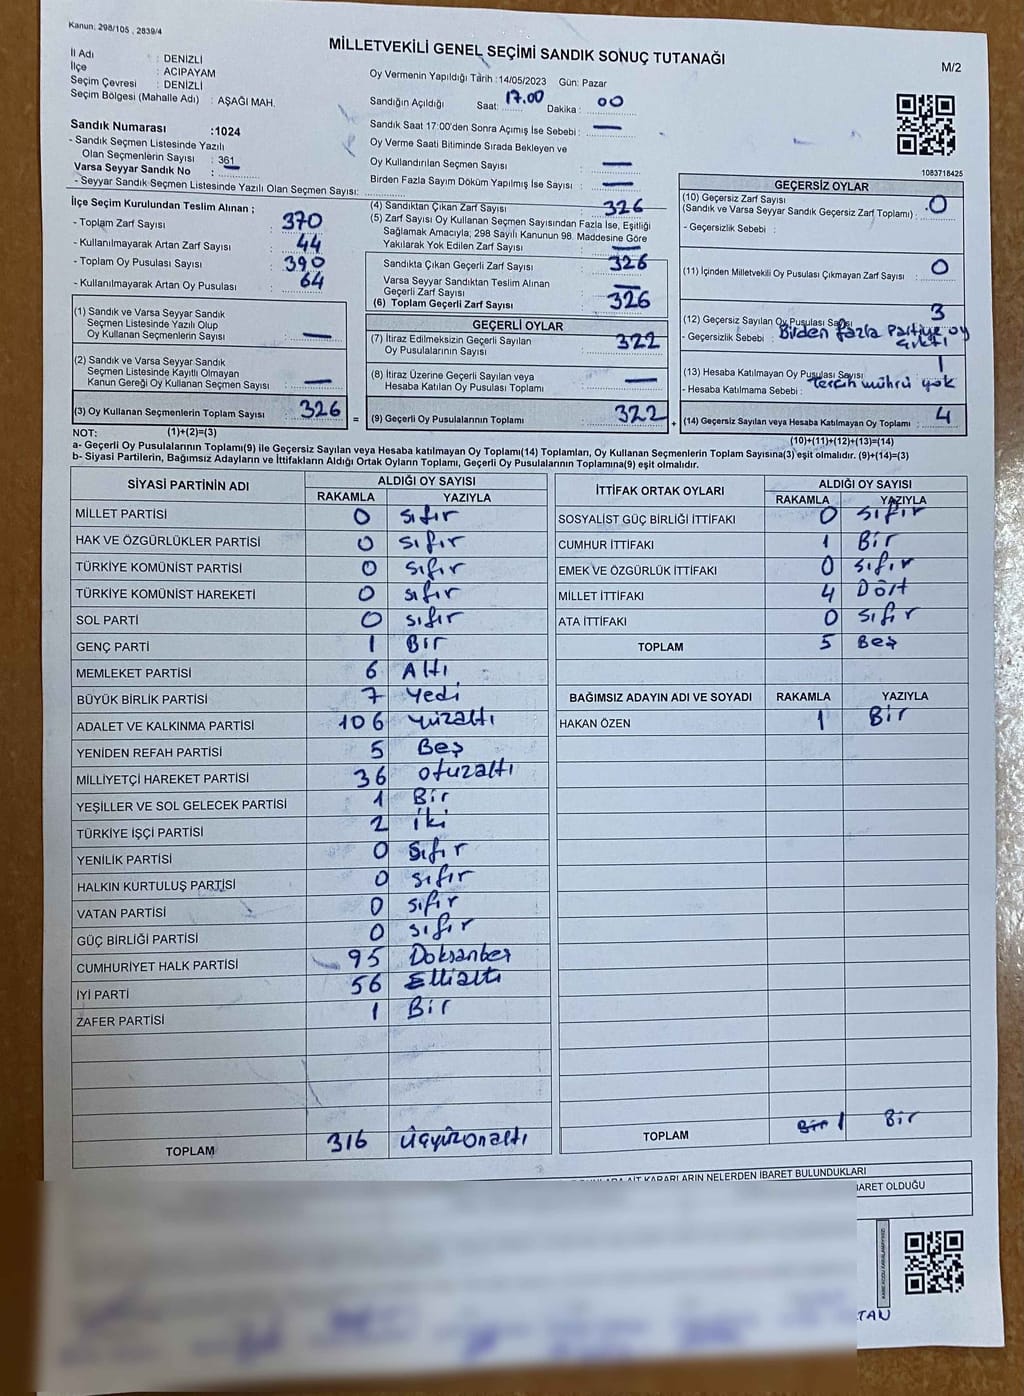 Kanun: 298/105 , 2839/4
MİLLETVEKİLİ GENEL SEÇİMİ SANDIK SONUÇ TUTANAĞI
M/2
İl Adı : DENİZLİ
İlçe : ACIPAYAM
Seçim Çevresi : DENİZLİ
Seçim Bölgesi (Mahalle Adı) : AŞAĞI MAH.
Sandık Numarası :1024
- Sandık Seçmen Listesinde Yazılı
Olan Seçmenlerin Sayısı : 361
Varsa Seyyar Sandık No :
- Seyyar Sandık Seçmen Listesinde Yazılı Olan Seçmen Sayısı:
Oy Vermenin Yapıldığı Tarih :14/05/2023 Gün: Pazar
Sandığın Açıldığı Saat: 17.00 Dakika : 00
Sandık Saat 17:00'den Sonra Açımış İse Sebebi : —
Oy Verme Saati Bitiminde Sırada Bekleyen ve
Oy Kullandırılan Seçmen Sayısı : —
Birden Fazla Sayım Döküm Yapılmış İse Sayısı : —
1083718425
İlçe Seçim Kurulundan Teslim Alınan ;
- Toplam Zarf Sayısı : 370
- Kullanılmayarak Artan Zarf Sayısı : 44
- Toplam Oy Pusulası Sayısı : 390
- Kullanılmayarak Artan Oy Pusulası : 64
(1) Sandık ve Varsa Seyyar Sandık
Seçmen Listesinde Yazılı Olup
Oy Kullanan Seçmenlerin Sayısı : —
(2) Sandık ve Varsa Seyyar Sandık
Seçmen Listesinde Kayıtlı Olmayan
Kanun Gereği Oy Kullanan Seçmen Sayısı : —
(3) Oy Kullanan Seçmenlerin Toplam Sayısı : 326 =
(4) Sandıktan Çıkan Zarf Sayısı : 326
(5) Zarf Sayısı Oy Kullanan Seçmen Sayısından Fazla İse, Eşitliği
Sağlamak Amacıyla; 298 Sayılı Kanunun 98. Maddesine Göre
Yakılarak Yok Edilen Zarf Sayısı : —
Sandıkta Çıkan Geçerli Zarf Sayısı : 326
Varsa Seyyar Sandıktan Teslim Alınan
Geçerli Zarf Sayısı : —
(6) Toplam Geçerli Zarf Sayısı : 326
GEÇERLİ OYLAR
(7) İtiraz Edilmeksizin Geçerli Sayılan
Oy Pusulalarının Sayısı : 322
(8) İtiraz Üzerine Geçerli Sayılan veya
Hesaba Katılan Oy Pusulası Toplamı : —
(9) Geçerli Oy Pusulalarının Toplamı : 322 +
GEÇERSİZ OYLAR
(10) Geçersiz Zarf Sayısı
(Sandık ve Varsa Seyyar Sandık Geçersiz Zarf Toplamı) : 0
- Geçersizlik Sebebi :
(11) İçinden Milletvekili Oy Pusulası Çıkmayan Zarf Sayısı : 0
(12) Geçersiz Sayılan Oy Pusulası Sayısı 3
- Geçersizlik Sebebi : Birden fazla Partiye oy
(13) Hesaba Katılmayan Oy Pusulası Sayısı 1
- Hesaba Katılmama Sebebi : tercih mührü yok
(14) Geçersiz Sayılan veya Hesaba Katılmayan Oy Toplamı : 4
NOT: (1)+(2)=(3)
(10)+(11)+(12)+(13)=(14)
a- Geçerli Oy Pusulalarının Toplamı(9) ile Geçersiz Sayılan veya Hesaba katılmayan Oy Toplamı(14) Toplamları, Oy Kullanan Seçmenlerin Toplam Sayısına(3) eşit olmalıdır. (9)+(14)=(3)
b- Siyasi Partilerin, Bağımsız Adayların ve İttifakların Aldığı Ortak Oyların Toplamı, Geçerli Oy Pusulalarının Toplamına(9) eşit olmalıdır.
SİYASİ PARTİNİN ADI ALDIĞI OY SAYISI
RAKAMLA YAZIYLA
MİLLET PARTİSİ 0 sıfır
HAK VE ÖZGÜRLÜKLER PARTİSİ 0 sıfır
TÜRKİYE KOMÜNİST PARTİSİ 0 sıfır
TÜRKİYE KOMÜNİST HAREKETİ 0 sıfır
SOL PARTİ 0 sıfır
GENÇ PARTİ 1 Bir
MEMLEKET PARTİSİ 6 Altı
BÜYÜK BİRLİK PARTİSİ 7 Yedi
ADALET VE KALKINMA PARTİSİ 106 yüzaltı
YENİDEN REFAH PARTİSİ 5 Beş
MİLLİYETÇİ HAREKET PARTİSİ 36 otuzaltı
YEŞİLLER VE SOL GELECEK PARTİSİ 1 Bir
TÜRKİYE İŞÇİ PARTİSİ 2 İki
YENİLİK PARTİSİ 0 Sıfır
HALKIN KURTULUŞ PARTİSİ 0 sıfır
VATAN PARTİSİ 0 sıfır
GÜÇ BİRLİĞİ PARTİSİ 0 sıfır
CUMHURİYET HALK PARTİSİ 95 Doksanbeş
İYİ PARTİ 56 Ellialtı
ZAFER PARTİSİ 1 Bir
TOPLAM 316 üçyüzonaltı
İTTİFAK ORTAK OYLARI ALDIĞI OY SAYISI
RAKAMLA YAZIYLA
SOSYALİST GÜÇ BİRLİĞİ İTTİFAKI 0 sıfır
CUMHUR İTTİFAKI 1 Bir
EMEK VE ÖZGÜRLÜK İTTİFAKI 0 sıfır
MİLLET İTTİFAKI 4 Dört
ATA İTTİFAKI 0 sıfır
TOPLAM 5 Beş
BAĞIMSIZ ADAYIN ADI VE SOYADI RAKAMLA YAZIYLA
HAKAN ÖZEN 1 Bir
TOPLAM Bir 1 Bir
KARARLARIN NELERDEN İBARET BULUNDUKLARI
BARET OLDUĞU
TAN